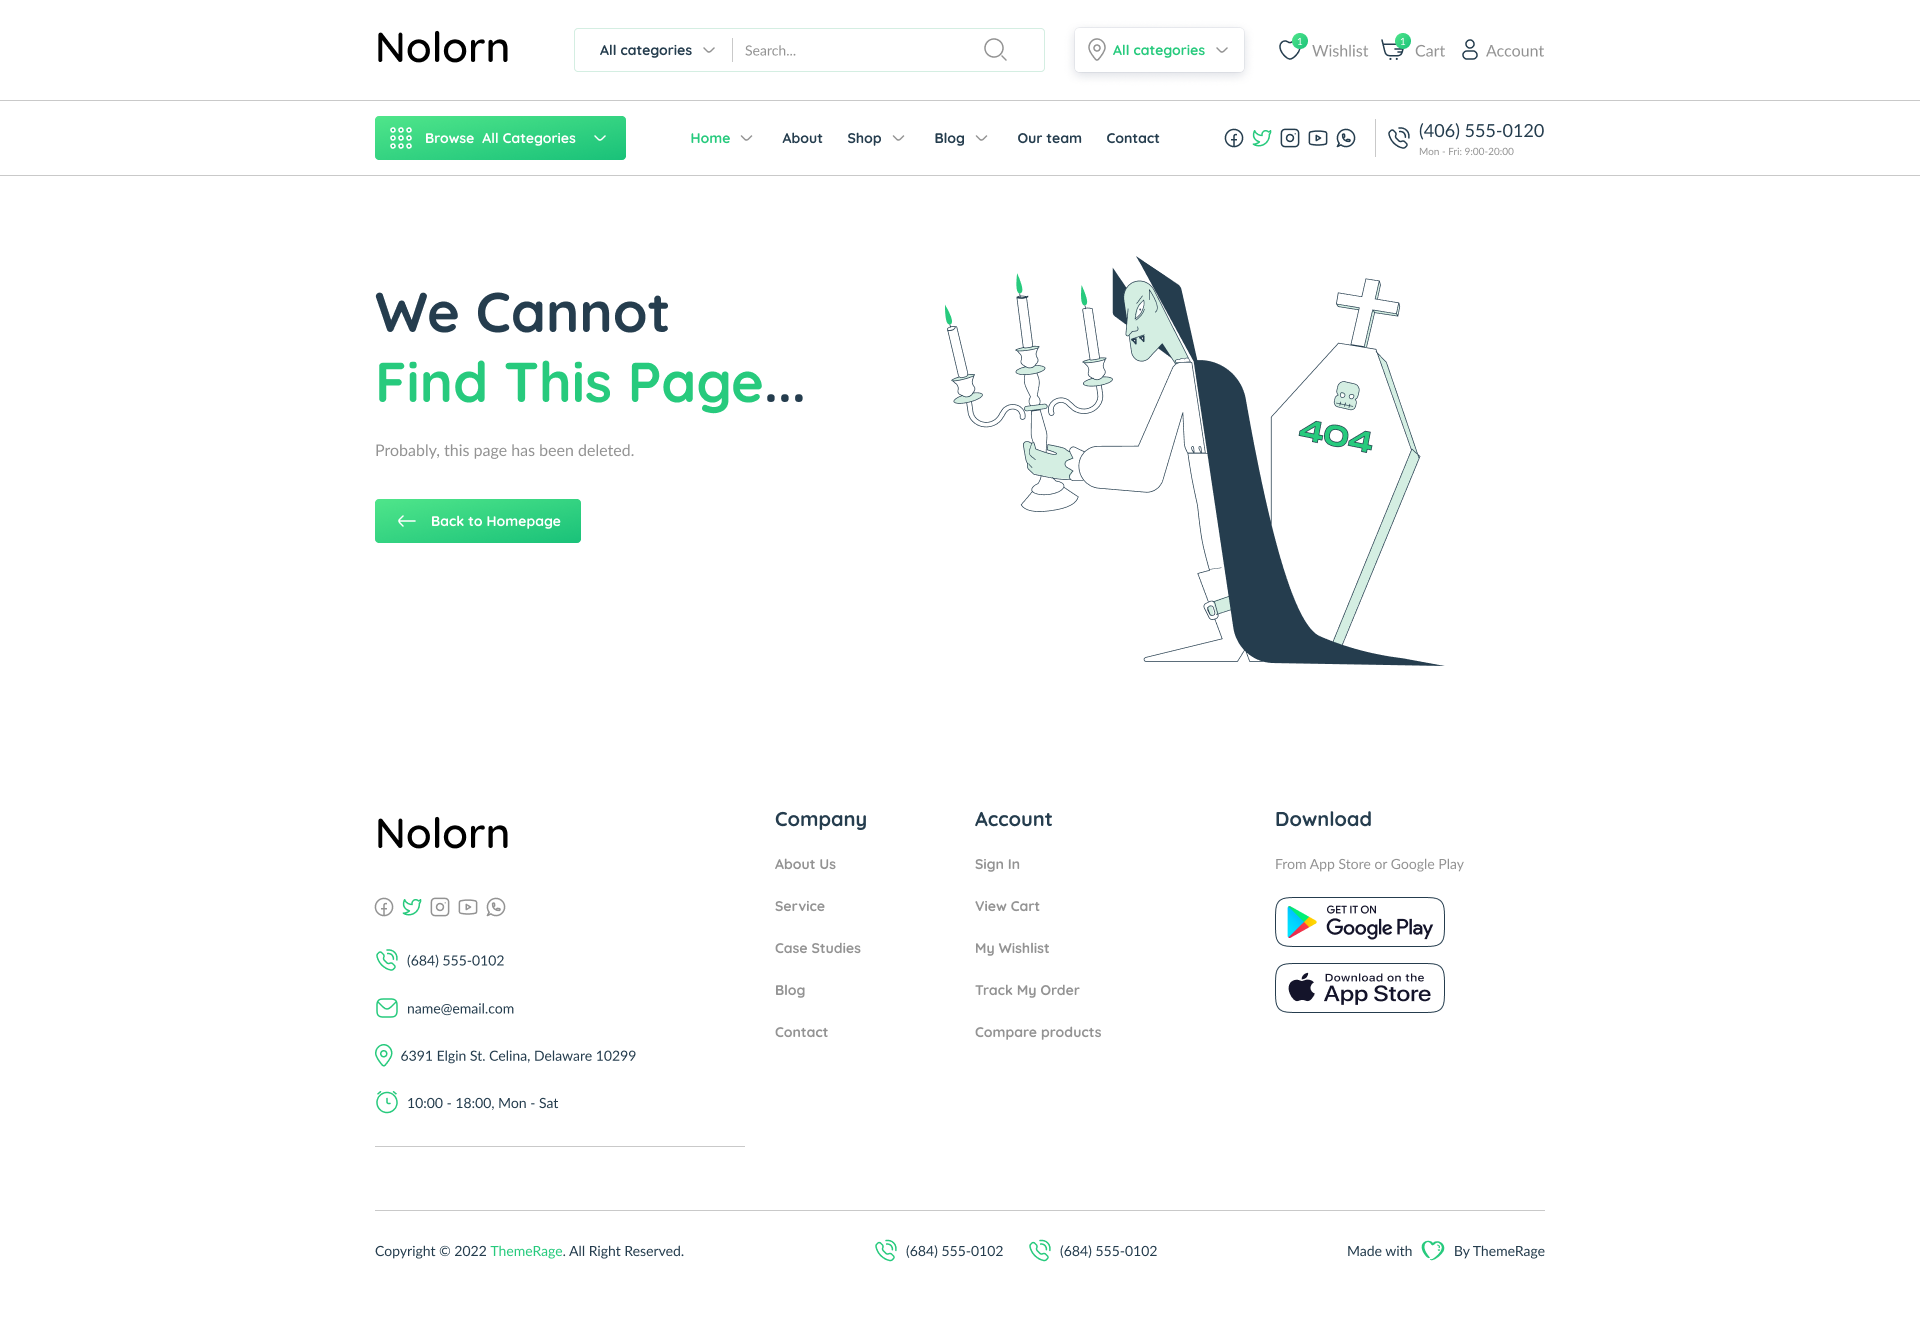 Nolorn
All categories
Search...
All categories
1
Wishlist
1
Cart
Account
Browse All Categories
Home
About
Shop
Blog
Our team
Contact
(406) 555-0120
Mon - Fri: 9:00-20:00
We Cannot
Find This Page...
Probably, this page has been deleted.
Back to Homepage
404
Nolorn
(684) 555-0102
name@email.com
6391 Elgin St. Celina, Delaware 10299
10:00 - 18:00, Mon - Sat
Company
About Us
Service
Case Studies
Blog
Contact
Account
Sign In
View Cart
My Wishlist
Track My Order
Compare products
Download
From App Store or Google Play
GET IT ON
Google Play
Download on the
App Store
Copyright © 2022 ThemeRage. All Right Reserved.
(684) 555-0102
(684) 555-0102
Made with
By ThemeRage